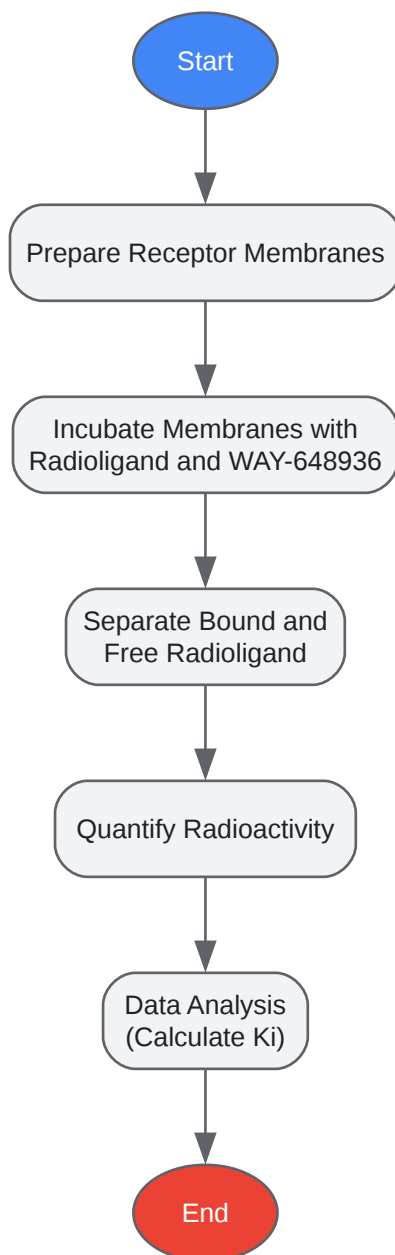 Start
Prepare Receptor Membranes
Incubate Membranes with
Radioligand and WAY-648936
Separate Bound and
Free Radioligand
Quantify Radioactivity
Data Analysis
(Calculate Ki)
End